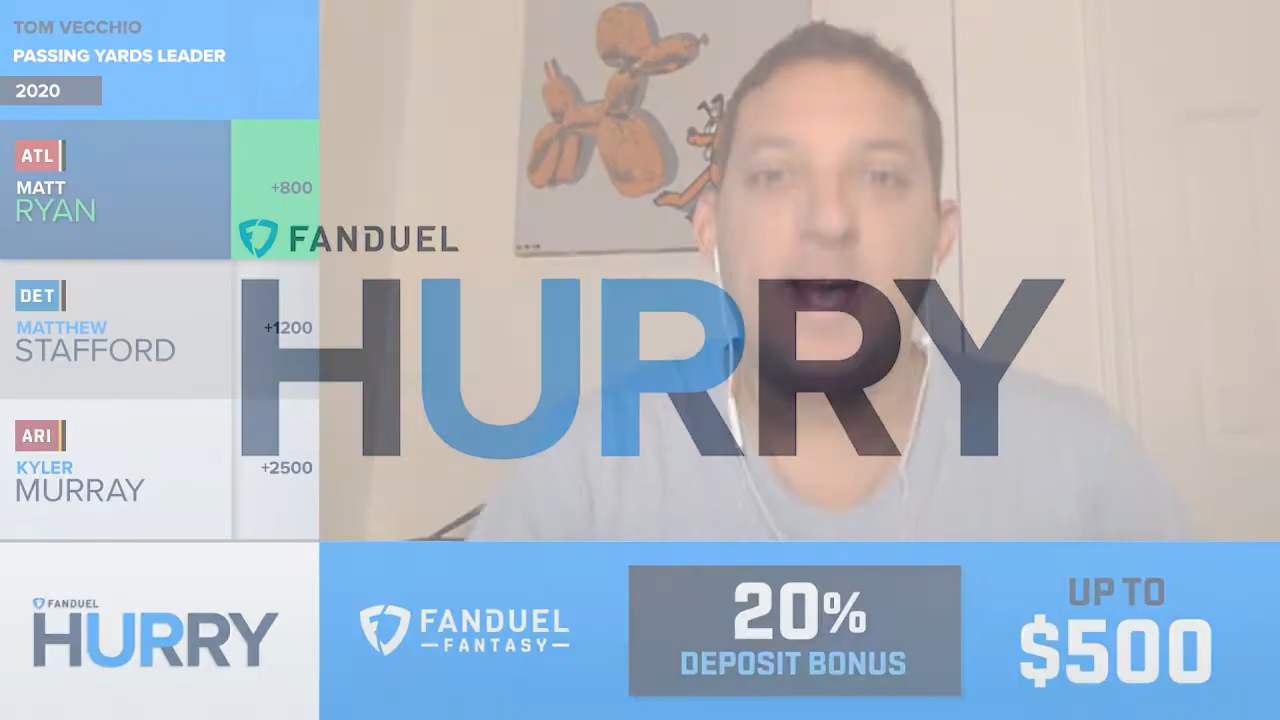 TOM VECCHIO
PASSING YARDS LEADER
2020
ATL
MATT
RYAN
+800
DET
MATTHEW
STAFFORD
+1200
ARI
KYLER
MURRAY
+2500
FANDUEL
HURRY
FANDUEL
HURRY
FANDUEL
FANTASY
20%
DEPOSIT BONUS
UP TO
$500